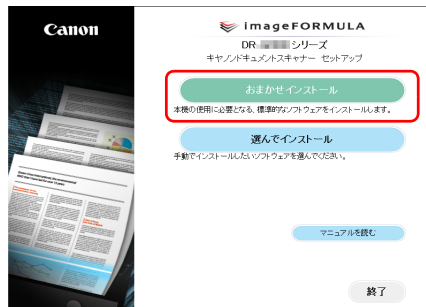 Canon
imageFORMULA
DR- シリーズ
キヤノンドキュメントスキャナー セットアップ
おまかせインストール
本機の使用に必要となる、標準的なソフトウェアをインストールします。
選んでインストール
手動でインストールしたいソフトウェアを選んでください。
マニュアルを読む
終了